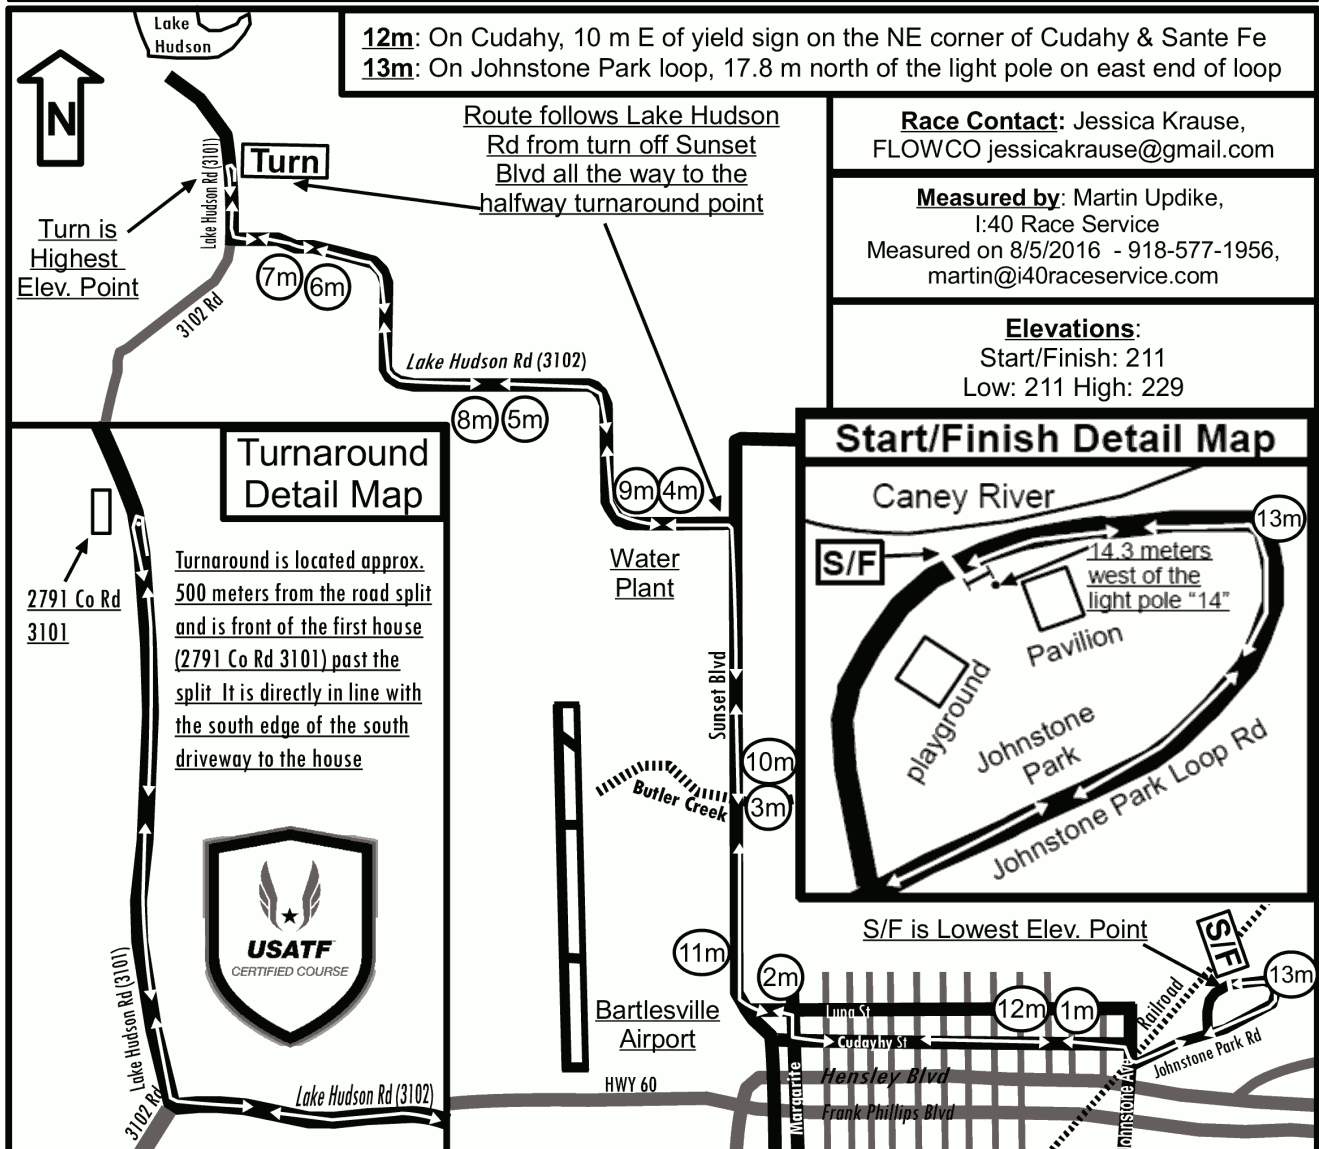 Lake
Hudson
N
12m: On Cudahy, 10 m E of yield sign on the NE corner of Cudahy & Sante Fe
13m: On Johnstone Park loop, 17.8 m north of the light pole on east end of loop
Route follows Lake Hudson
Rd from turn off Sunset
Blvd all the way to the
halfway turnaround point
Race Contact: Jessica Krause,
FLOWCO jessicakrause@gmail.com
Measured by: Martin Updike,
I:40 Race Service
Measured on 8/5/2016 - 918-577-1956,
martin@i40raceservice.com
Elevations:
Start/Finish: 211
Low: 211 High: 229
Turn
Lake Hudson Rd (3101)
Turn is
Highest
Elev. Point
7m
6m
3102 Rd
Lake Hudson Rd (3102)
8m
5m
9m
4m
Water
Plant
Turnaround
Detail Map
2791 Co Rd
3101
Turnaround is located approx.
500 meters from the road split
and is front of the first house
(2791 Co Rd 3101) past the
split It is directly in line with
the south edge of the south
driveway to the house
USATF
CERTIFIED COURSE
Lake Hudson Rd (3101)
3102 Rd
Lake Hudson Rd (3102)
Start/Finish Detail Map
Caney River
13m
S/F
14.3 meters
west of the
light pole "14"
Pavilion
playground
Johnstone
Park
Johnstone Park Loop Rd
Sunset Blvd
10m
3m
Butler Creek
11m
2m
Bartlesville
Airport
HWY 60
S/F is Lowest Elev. Point
S/F
13m
Railroad
12m
1m
Lupa St
Cudayhy St
Johnstone Park Rd
Hensley Blvd
Frank Phillips Blvd
Margarite
Johnstone Ave